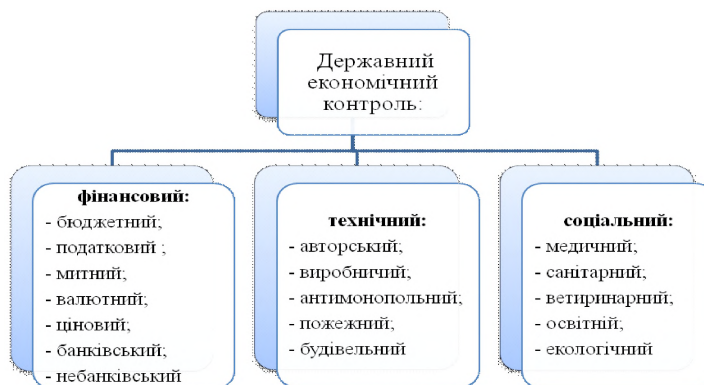 Державний
економічний
контроль:
фінансовий:
- бюджетний;
- податковий ;
- митний;
- валютний;
- ціновий;
- банківський;
- небанківський
технічний:
- авторський;
- виробничий;
- антимонопольний;
- пожежний;
- будівельний
соціальний:
- медичний;
- санітарний;
- ветиринарний;
- освітній;
- екологічний